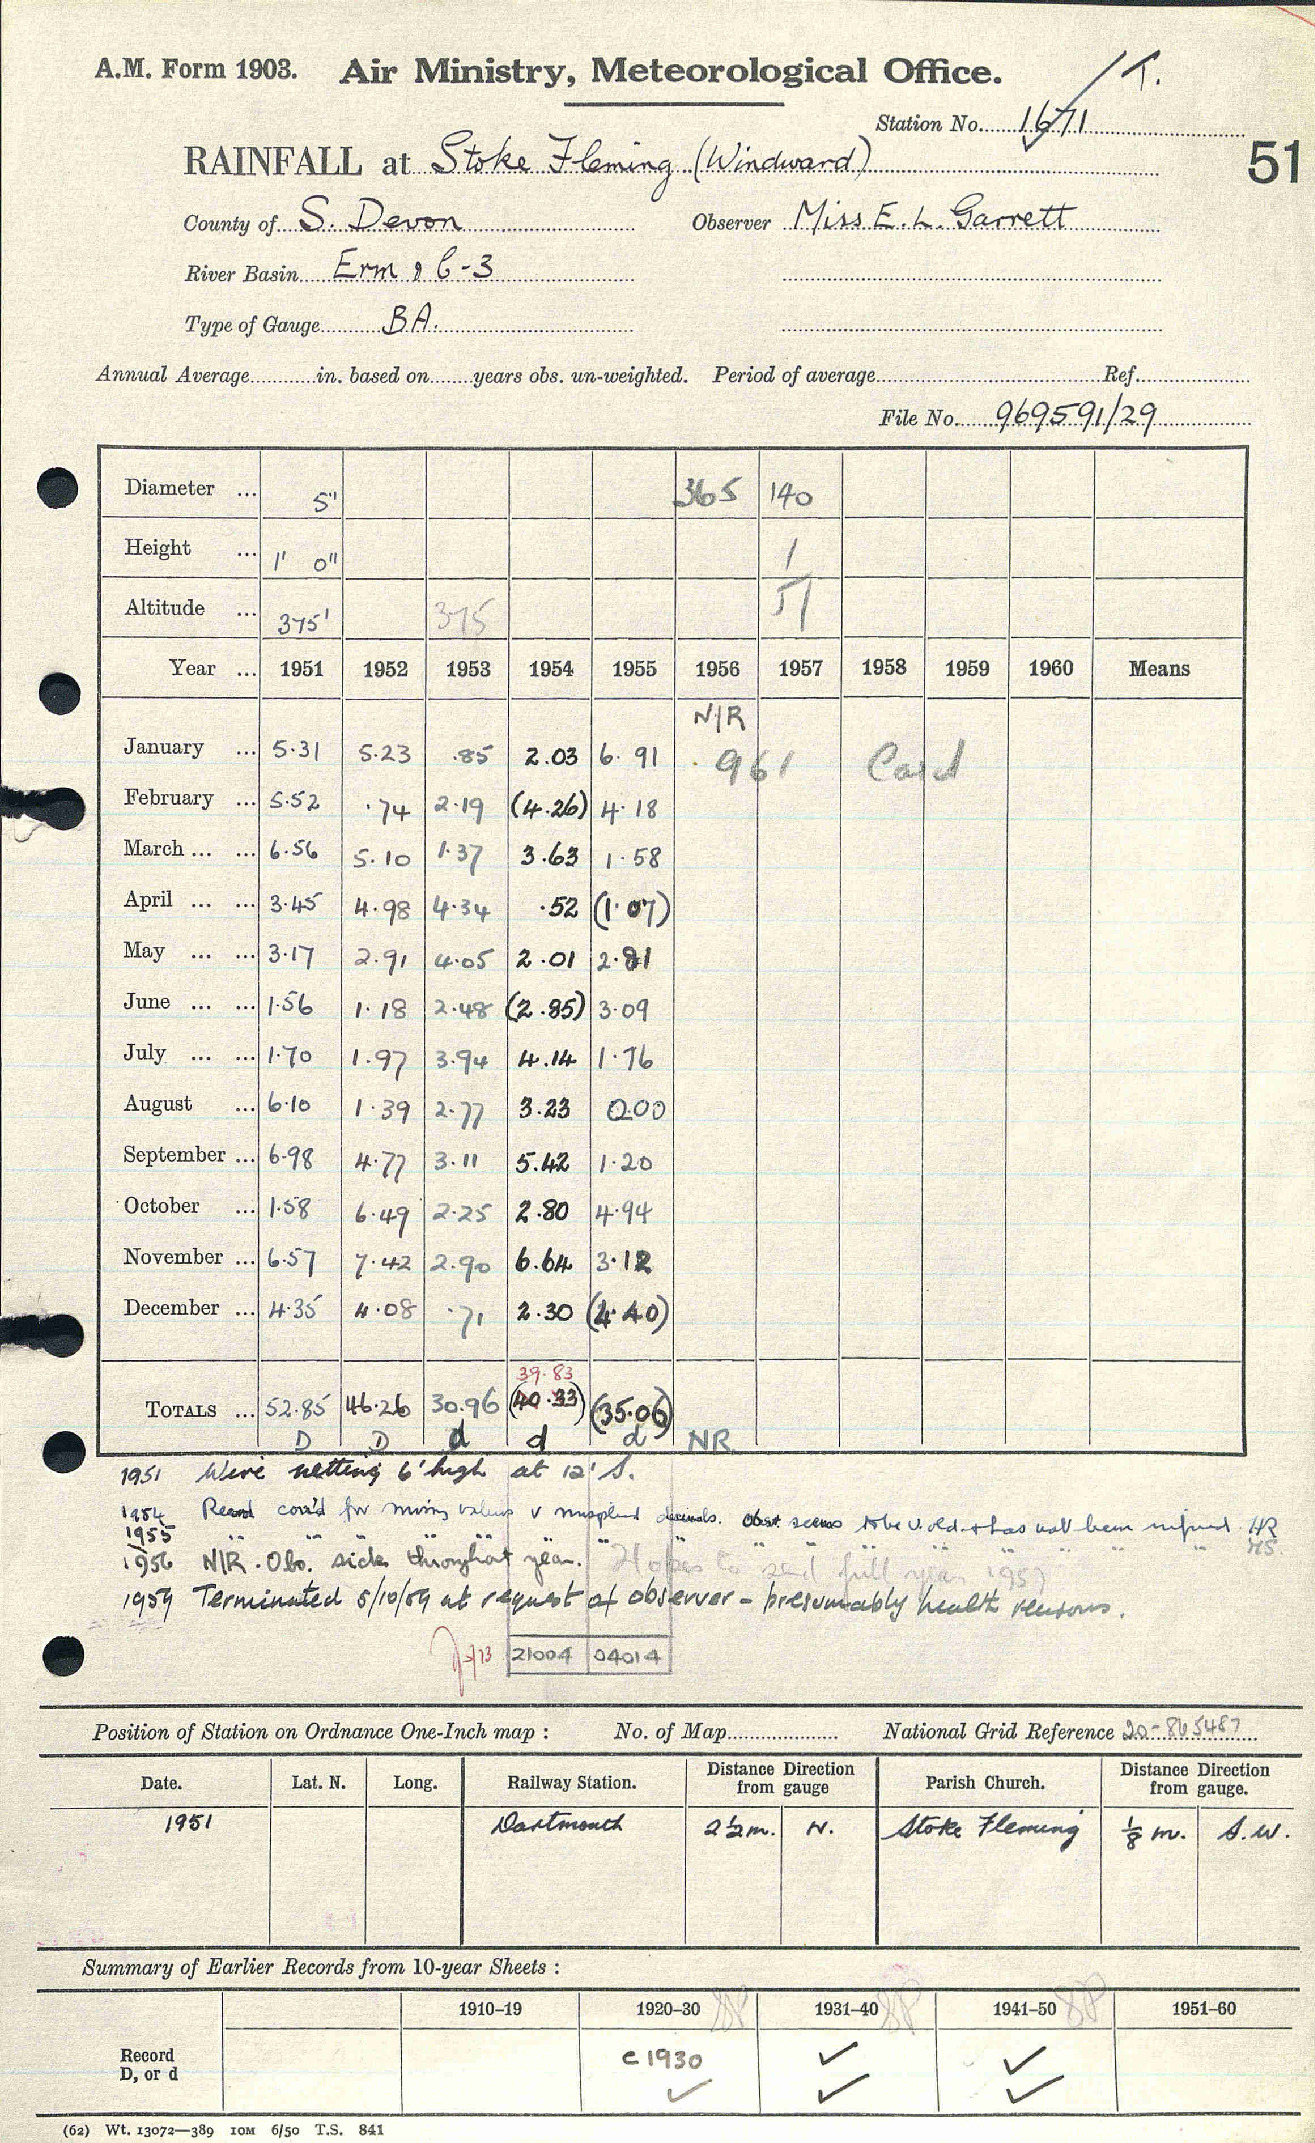 A.M. Form 1903. Air Ministry, Meteorological Office. T.
Station No. 1671
RAINFALL at Stoke Fleming (Windward) 51
County of S. Devon Observer Miss E. L. Garrett
River Basin Erm & C-3
Type of Gauge BA.
Annual Average in. based on years obs. un-weighted. Period of average Ref.
File No. 969591/29
Diameter ... 5" 365 140
Height ... 1' 0" 1
Altitude ... 375' 375 51
Year ... 1951 1952 1953 1954 1955 1956 1957 1958 1959 1960 Means
N/R
January ... 5.31 5.23 .85 2.03 6.91 961 Card
February ... 5.52 .74 2.19 (4.26) 4.18
March ... ... 6.56 5.10 1.37 3.63 1.58
April ... ... 3.45 4.98 4.34 .52 (1.07)
May ... ... 3.17 2.91 4.05 2.01 2.81
June ... ... 1.56 1.18 2.48 (2.85) 3.09
July ... ... 1.70 1.97 3.94 4.14 1.76
August ... 6.10 1.39 2.77 3.23 0.00
September ... 6.98 4.77 3.11 5.42 1.20
October ... 1.58 6.49 2.25 2.80 4.94
November ... 6.57 7.42 2.90 6.64 3.12
December ... 4.35 4.08 .71 2.30 (4.40)
39.83
TOTALS ... 52.85 46.26 30.96 (40.33) (35.06)
D D d d d NR
1951 Wire netting 6' high at 12' S.
1954 Record for missing values v misplaced decimals. Obsr. seems to be v. old & has not been HR
1955 " " " " " " " " " " HS.
1956 N/R. Obs. sick throughout year. Hopes to send full year 1957
1959 Terminated 5/10/59 at request of observer - presumably health reasons.
21004 04014
Position of Station on Ordnance One-Inch map : No. of Map National Grid Reference 20-865487
Date. Lat. N. Long. Railway Station. Distance Direction from gauge Parish Church. Distance Direction from gauge.
1951 Dartmouth 2½m. N. Stoke Fleming ⅛ m. S.W.
Summary of Earlier Records from 10-year Sheets :
1910–19 1920–30 1931–40 1941–50 1951–60
Record D, or d c1930 ✓ ✓
✓ ✓ ✓
(62) Wt. 13072—389 10M 6/50 T.S. 841